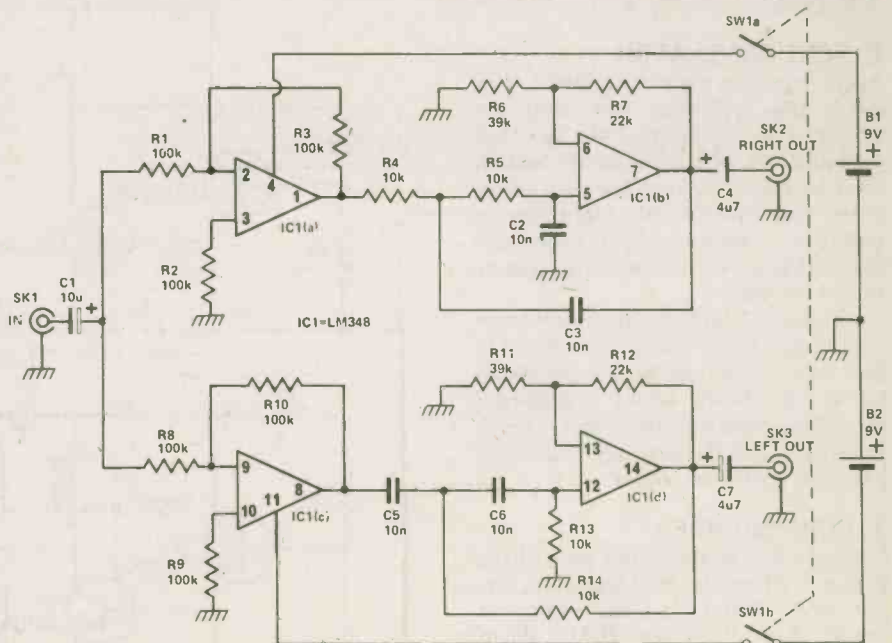 SW1a
R6
39k
R7
22k
B1
9V
+
SK2
RIGHT OUT
R1
100k
R3
100k
R4
10k
R5
10k
2
4
1
3
IC1(a)
6
7
5
IC1(b)
+
C4
4u7
C2
10n
R2
100k
C1
10u
+
SK1
IN
IC1=LM348
C3
10n
R11
39k
R12
22k
R10
100k
B2
9V
+
SK3
LEFT OUT
R8
100k
9
11
8
10
IC1(c)
C5
10n
C6
10n
13
14
12
IC1(d)
+
C7
4u7
R13
10k
R9
100k
R14
10k
SW1b